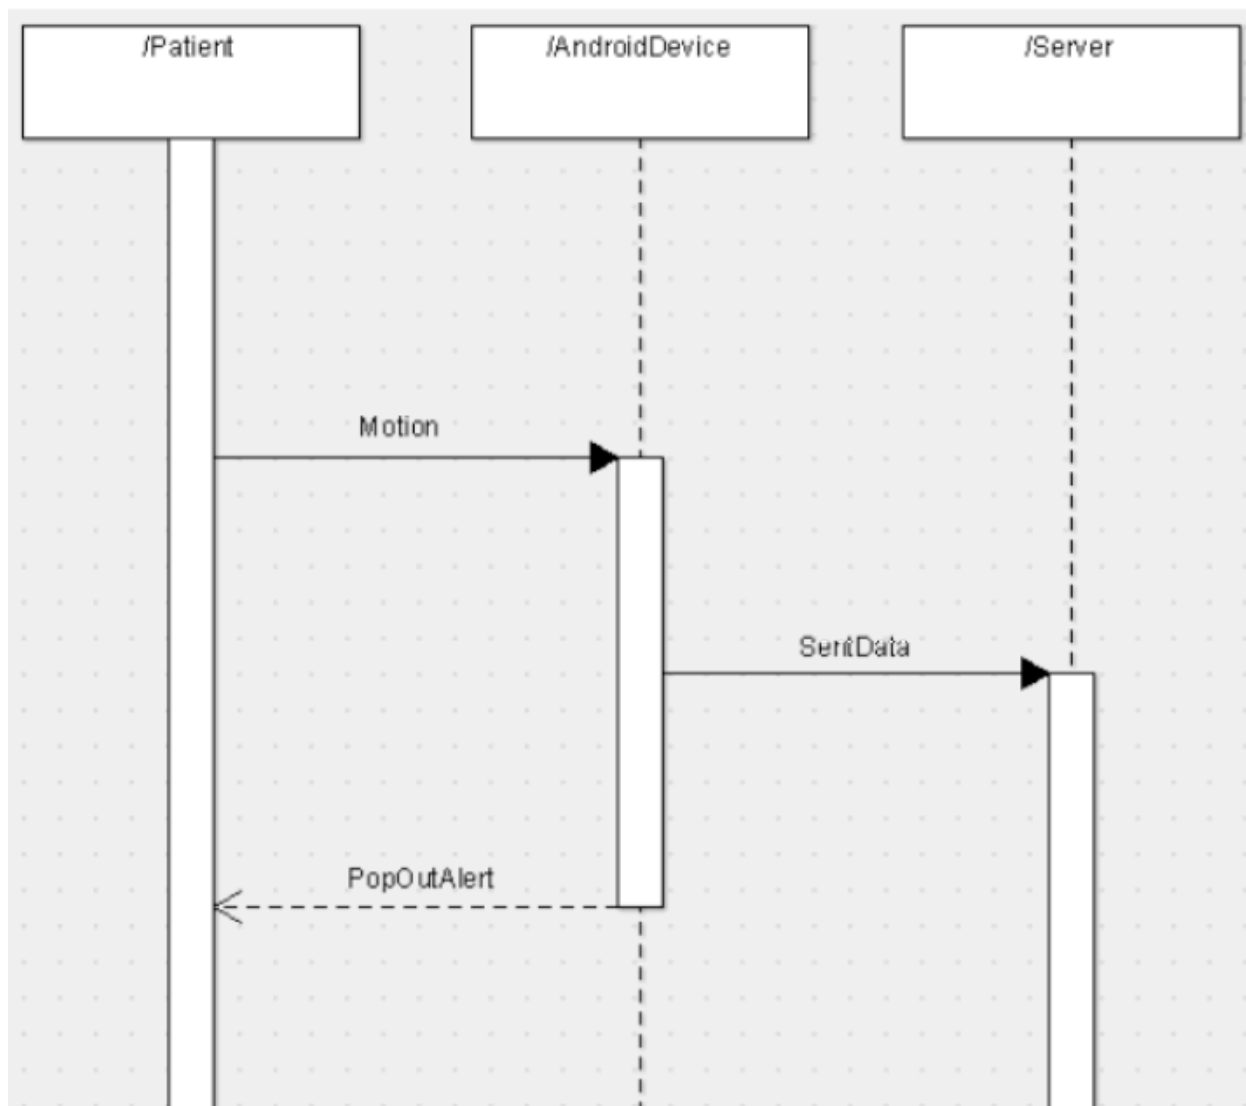 /Patient
/AndroidDevice
/Server
Motion
SentData
PopOutAlert